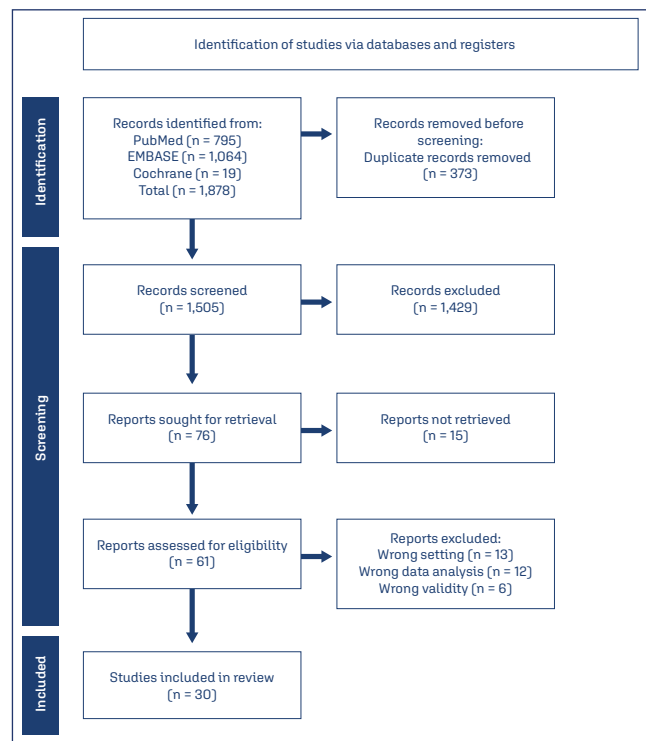 Identification of studies via databases and registers
Identification
Records identified from:
PubMed (n = 795)
EMBASE (n = 1,064)
Cochrane (n = 19)
Total (n = 1,878)
Records removed before
screening:
Duplicate records removed
(n = 373)
Screening
Records screened
(n = 1,505)
Records excluded
(n = 1,429)
Reports sought for retrieval
(n = 76)
Reports not retrieved
(n = 15)
Reports assessed for eligibility
(n = 61)
Reports excluded:
Wrong setting (n = 13)
Wrong data analysis (n = 12)
Wrong validity (n = 6)
Included
Studies included in review
(n = 30)